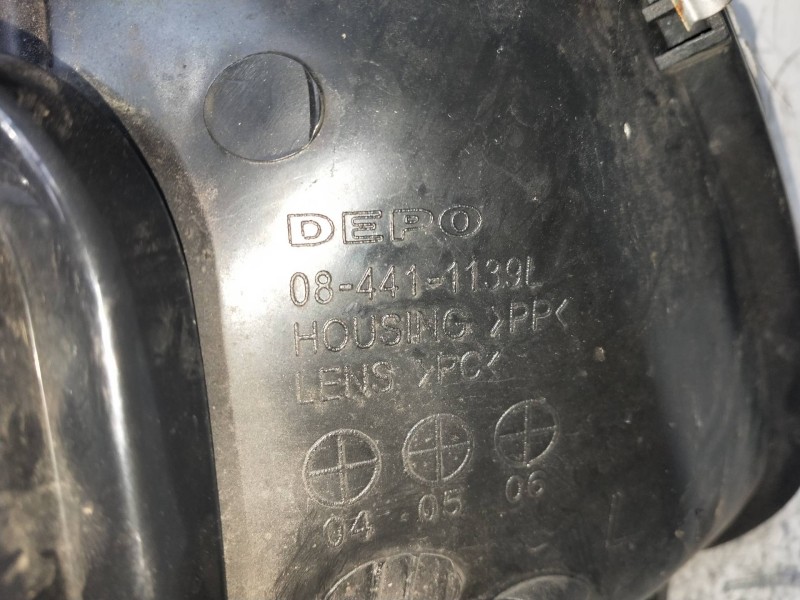 DEPO
08-441-1139L
HOUSING >PP<
LENS >PC<
04 05 06
L